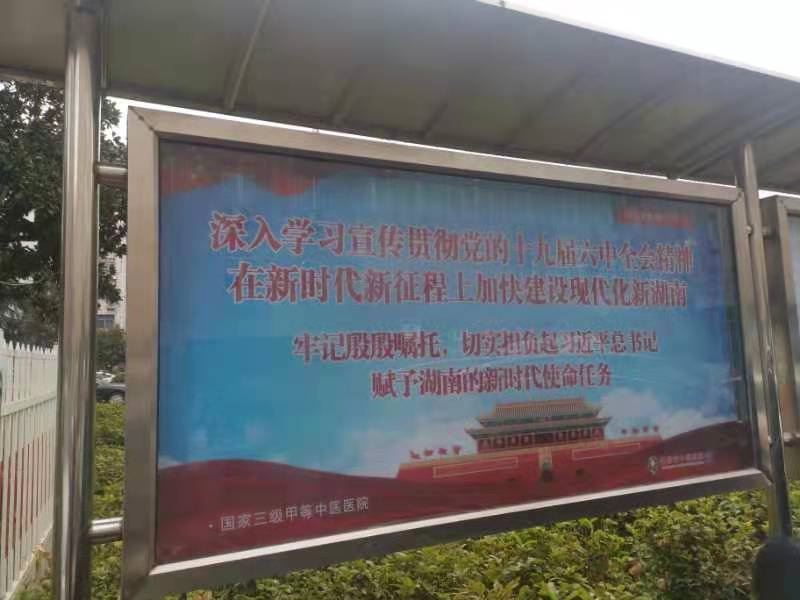 深入学习宣传贯彻党的十九届六中全会精神
在新时代新征程上加快建设现代化新湖南
牢记殷殷嘱托，切实担负起习近平总书记
赋予湖南的新时代使命任务
·国家三级甲等中医医院